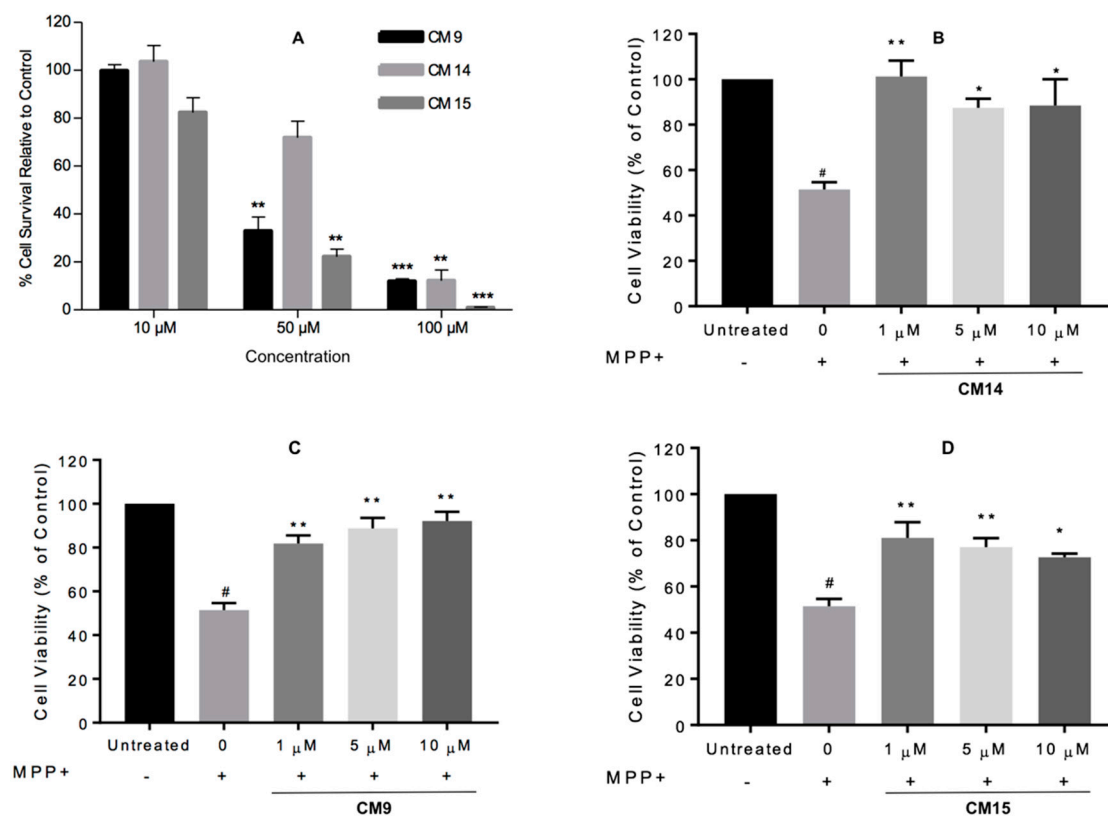 A
CM 9
CM 14
CM 15
% Cell Survival Relative to Control
120
100
80
60
40
20
0
** ** *** ** ***
10 µM 50 µM 100 µM
Concentration
B
Cell Viability (% of Control)
120
100
80
60
40
20
0
# ** * *
Untreated 0 1 µM 5 µM 10 µM
MPP+ - + + + +
CM14
C
Cell Viability (% of Control)
120
100
80
60
40
20
0
# ** ** **
Untreated 0 1 µM 5 µM 10 µM
MPP+ - + + + +
CM9
D
Cell Viability (% of Control)
120
100
80
60
40
20
0
# ** ** *
Untreated 0 1 µM 5 µM 10 µM
MPP+ - + + + +
CM15